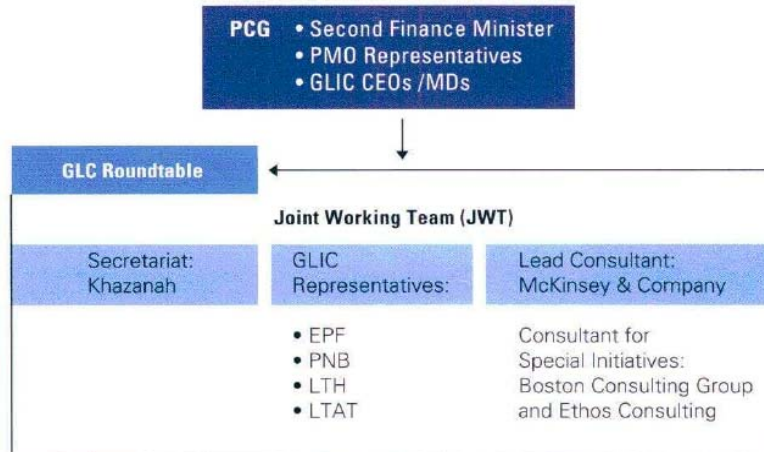 PCG • Second Finance Minister
• PMO Representatives
• GLIC CEOs /MDs
GLC Roundtable
Joint Working Team (JWT)
Secretariat:
Khazanah
GLIC
Representatives:
• EPF
• PNB
• LTH
• LTAT
Lead Consultant:
McKinsey & Company
Consultant for
Special Initiatives:
Boston Consulting Group
and Ethos Consulting